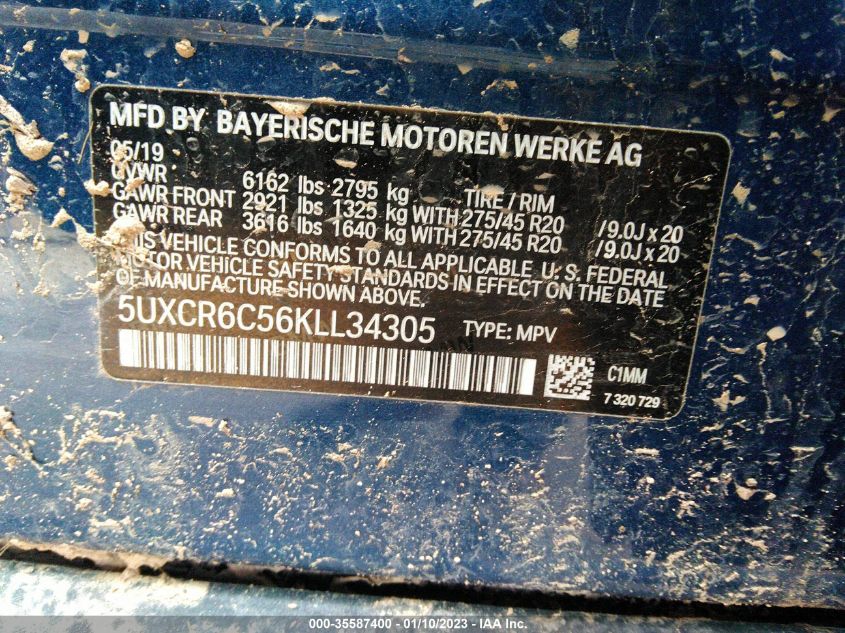 MFD BY BAYERISCHE MOTOREN WERKE AG
05/19
GVWR 6162 lbs 2795 kg TIRE / RIM
GAWR FRONT 2921 lbs 1325 kg WITH 275/45 R20 /9.0J x 20
GAWR REAR 3616 lbs 1640 kg WITH 275/45 R20 /9.0J x 20
THIS VEHICLE CONFORMS TO ALL APPLICABLE U. S. FEDERAL
MOTOR VEHICLE SAFETY STANDARDS IN EFFECT ON THE DATE
OF MANUFACTURE SHOWN ABOVE.
5UXCR6C56KLL34305 TYPE: MPV
C1MM
7 320 729
000-35587400 - 01/10/2023 - IAA Inc.